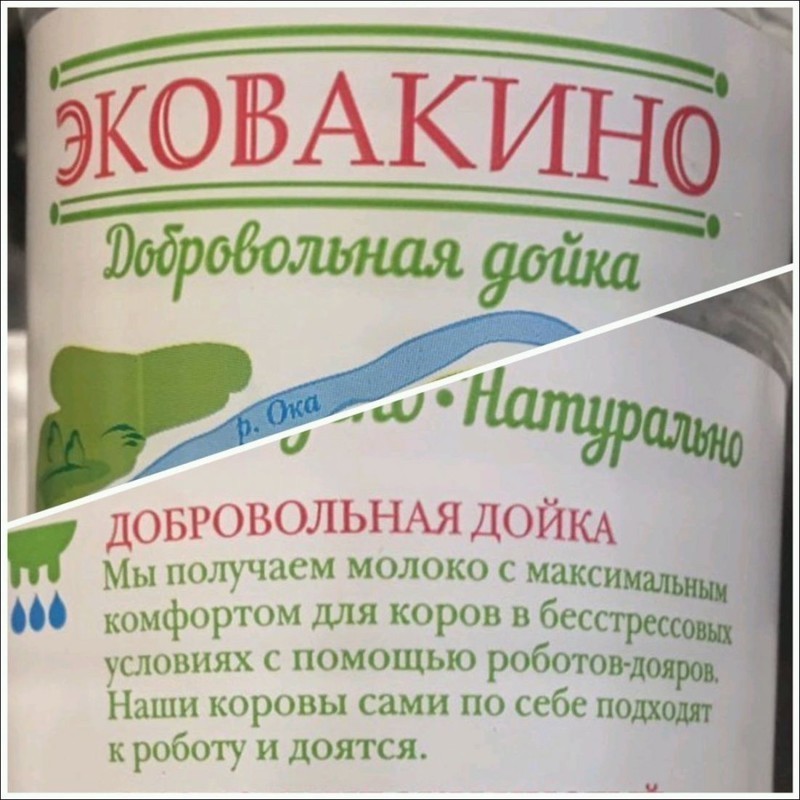 ЭКОВАКИНО
Добровольная дойка
р. Ока
• Натурально
ДОБРОВОЛЬНАЯ ДОЙКА
Мы получаем молоко с максимальным
комфортом для коров в бесстрессовых
условиях с помощью роботов-дояров.
Наши коровы сами по себе подходят
к роботу и доятся.